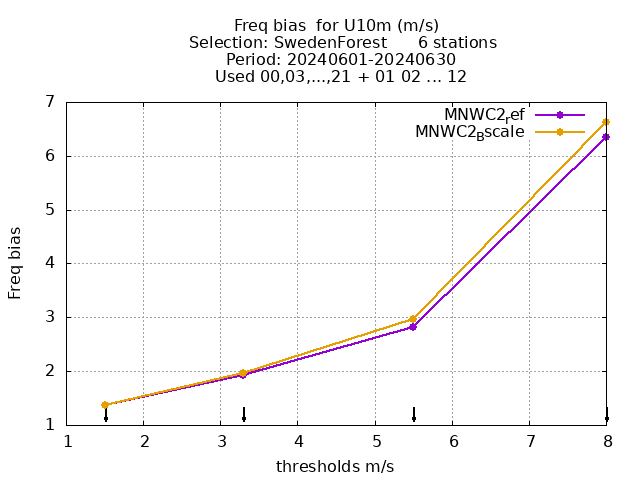 Freq bias  for U10m (m/s)
Selection: SwedenForest      6 stations
Period: 20240601-20240630
Used 00,03,...,21 + 01 02 ... 12
MNWC2_ref
MNWC2_Bscale
7
6
5
4
3
2
1
Freq bias
1 2 3 4 5 6 7 8
thresholds m/s